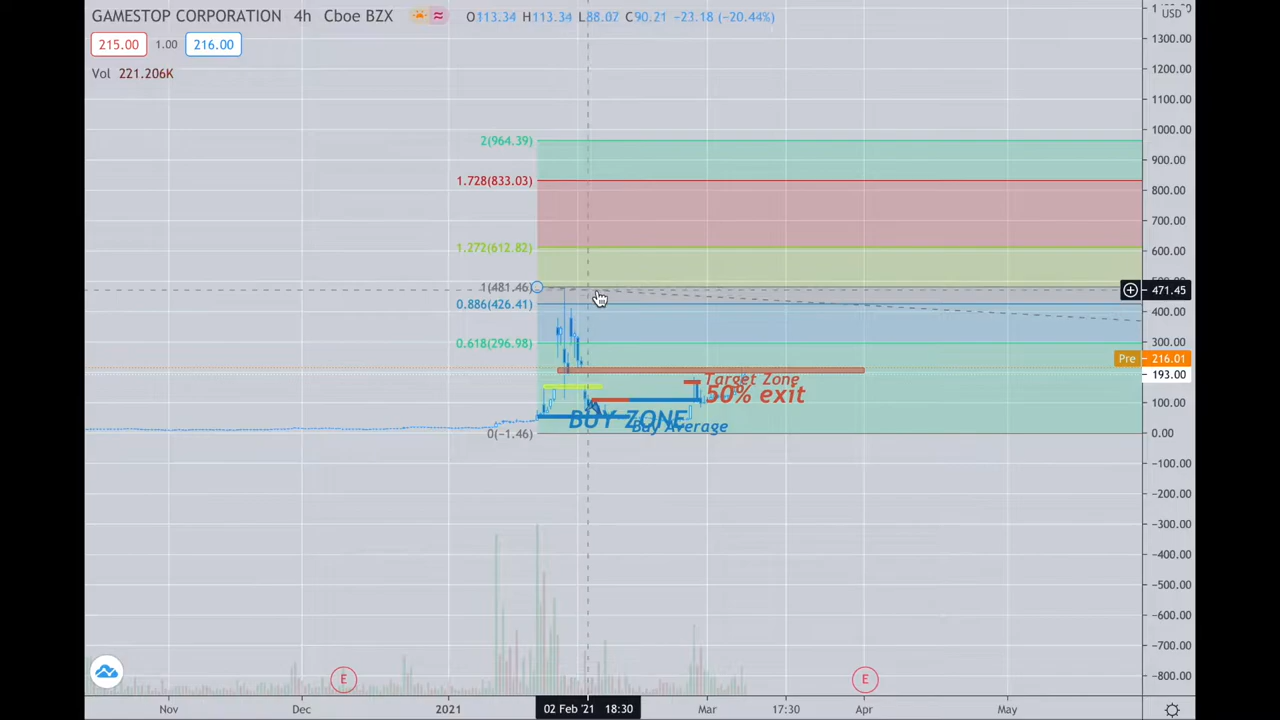 GAMESTOP CORPORATION 4h Cboe BZX O113.34 H113.34 L88.07 C90.21 −23.18 (−20.44%)
215.00 1.00 216.00
Vol 221.206K
USD
1300.00
1200.00
1100.00
1000.00
2(964.39)
900.00
1.728(833.03)
800.00
700.00
1.272(612.82)
600.00
1(481.46)
471.45
0.886(426.41)
400.00
0.618(296.98)
300.00
Pre 216.01
193.00
Target Zone
50% exit
100.00
BUY ZONE
Buy Average
0(−1.46)
0.00
−100.00
−200.00
−300.00
−400.00
−500.00
−600.00
−700.00
−800.00
E E
Nov Dec 2021 02 Feb '21 18:30 Mar 17:30 Apr May